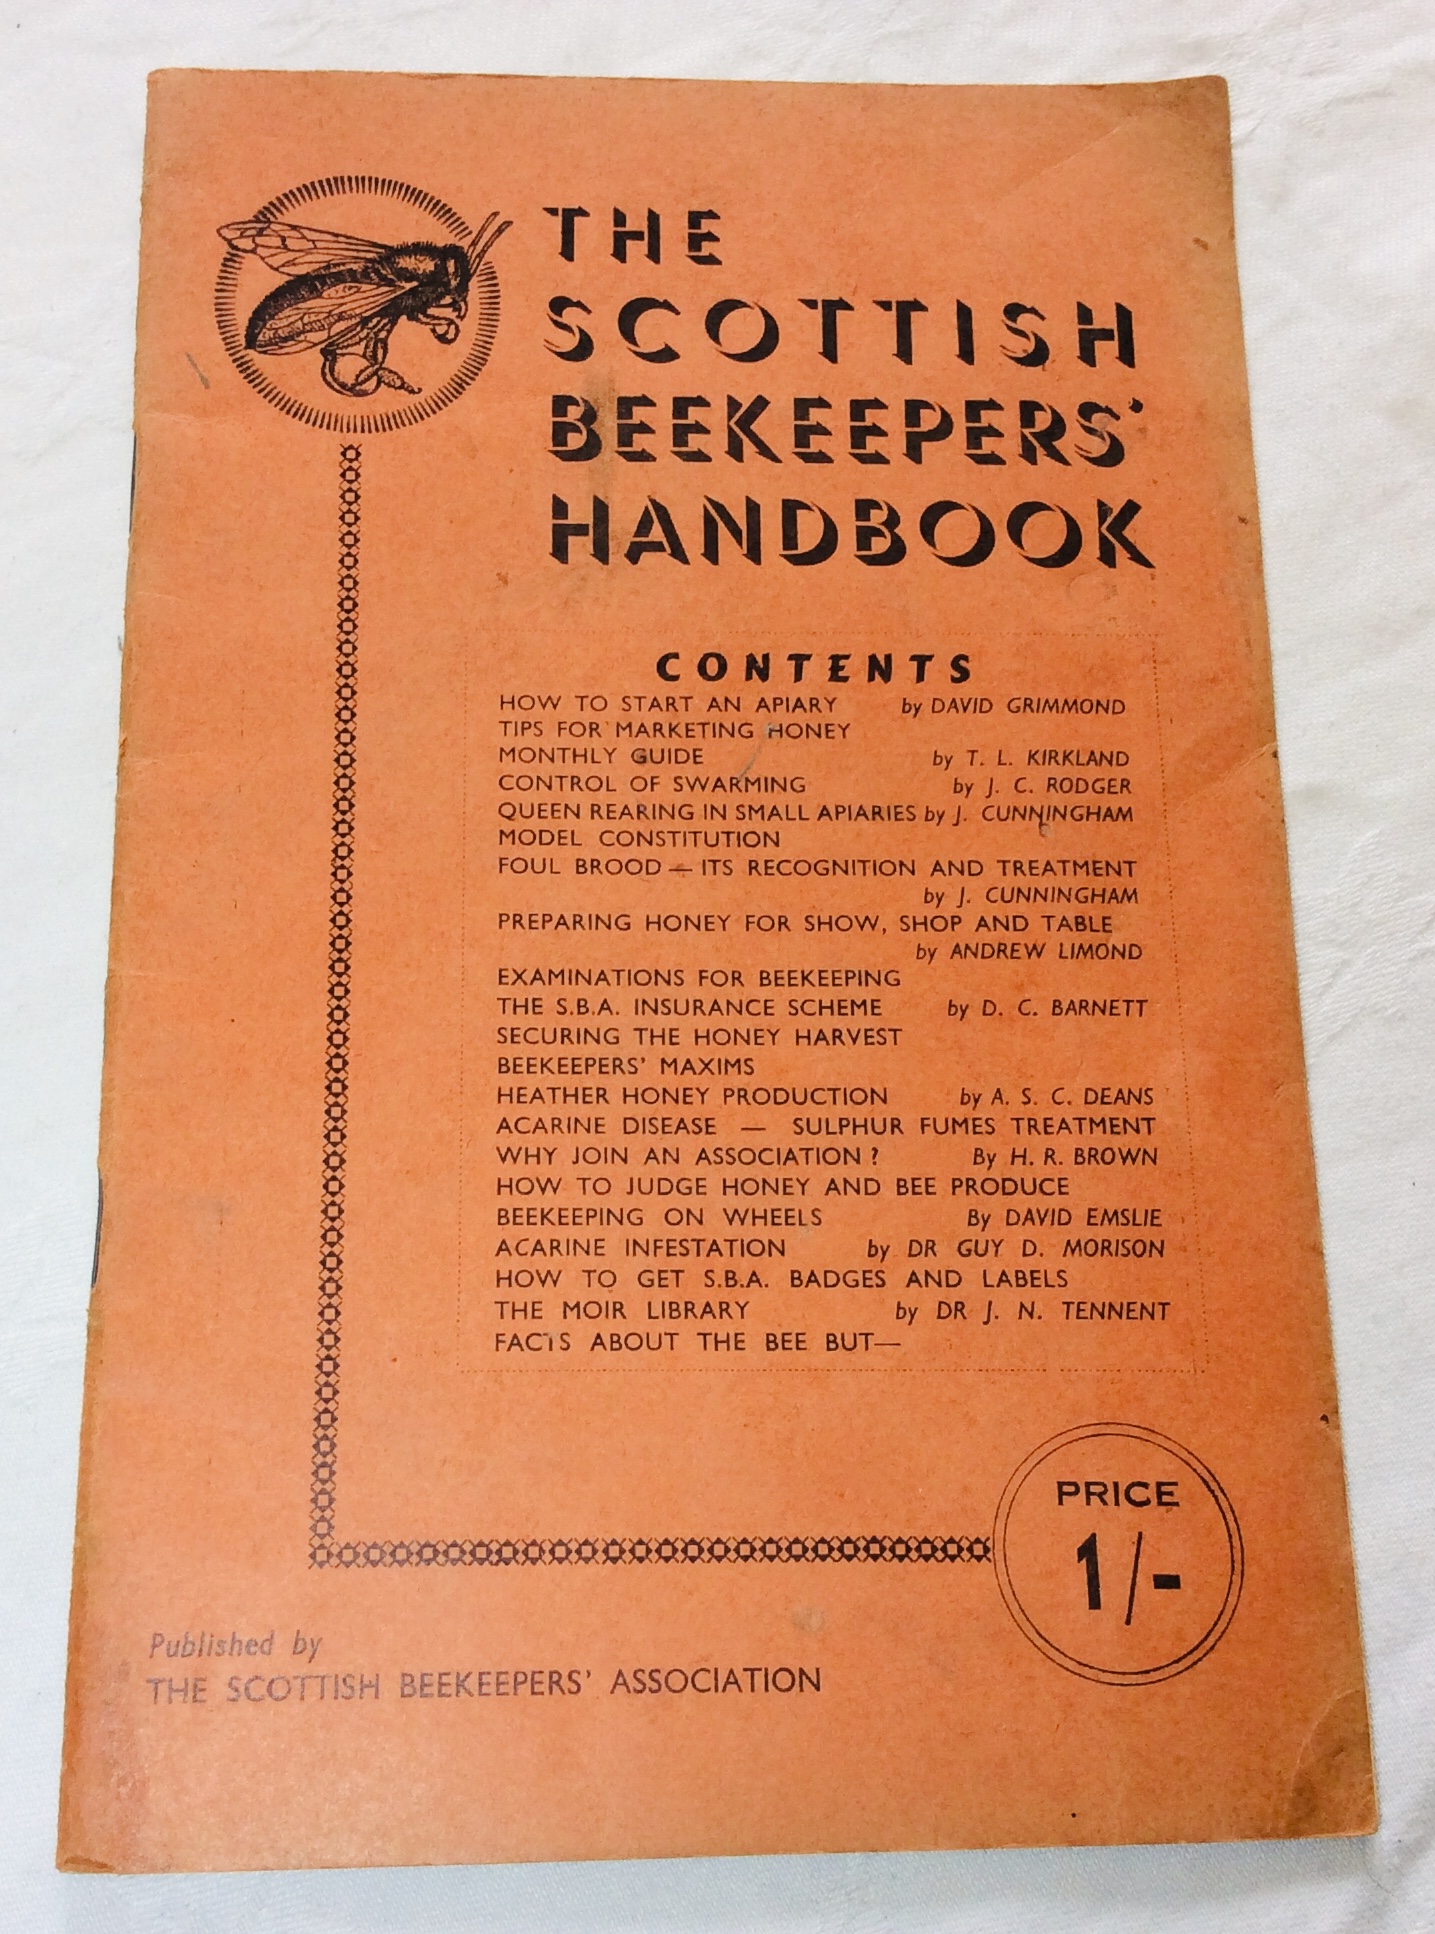 THE
SCOTTISH
BEEKEEPERS'
HANDBOOK
CONTENTS
HOW TO START AN APIARY by DAVID GRIMMOND
TIPS FOR MARKETING HONEY
MONTHLY GUIDE by T. L. KIRKLAND
CONTROL OF SWARMING by J. C. RODGER
QUEEN REARING IN SMALL APIARIES by J. CUNNINGHAM
MODEL CONSTITUTION
FOUL BROOD — ITS RECOGNITION AND TREATMENT
by J. CUNNINGHAM
PREPARING HONEY FOR SHOW, SHOP AND TABLE
by ANDREW LIMOND
EXAMINATIONS FOR BEEKEEPING
THE S.B.A. INSURANCE SCHEME by D. C. BARNETT
SECURING THE HONEY HARVEST
BEEKEEPERS' MAXIMS
HEATHER HONEY PRODUCTION by A. S. C. DEANS
ACARINE DISEASE — SULPHUR FUMES TREATMENT
WHY JOIN AN ASSOCIATION ? By H. R. BROWN
HOW TO JUDGE HONEY AND BEE PRODUCE
BEEKEEPING ON WHEELS By DAVID EMSLIE
ACARINE INFESTATION by DR GUY D. MORISON
HOW TO GET S.B.A. BADGES AND LABELS
THE MOIR LIBRARY by DR J. N. TENNENT
FACTS ABOUT THE BEE BUT—
PRICE
1/-
Published by
THE SCOTTISH BEEKEEPERS' ASSOCIATION